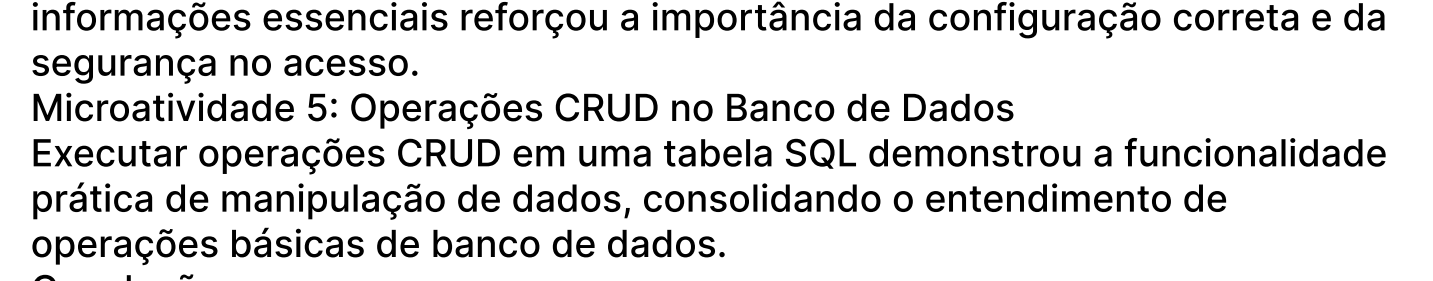 informações essenciais reforçou a importância da configuração correta e da
segurança no acesso.
Microatividade 5: Operações CRUD no Banco de Dados
Executar operações CRUD em uma tabela SQL demonstrou a funcionalidade
prática de manipulação de dados, consolidando o entendimento de
operações básicas de banco de dados.